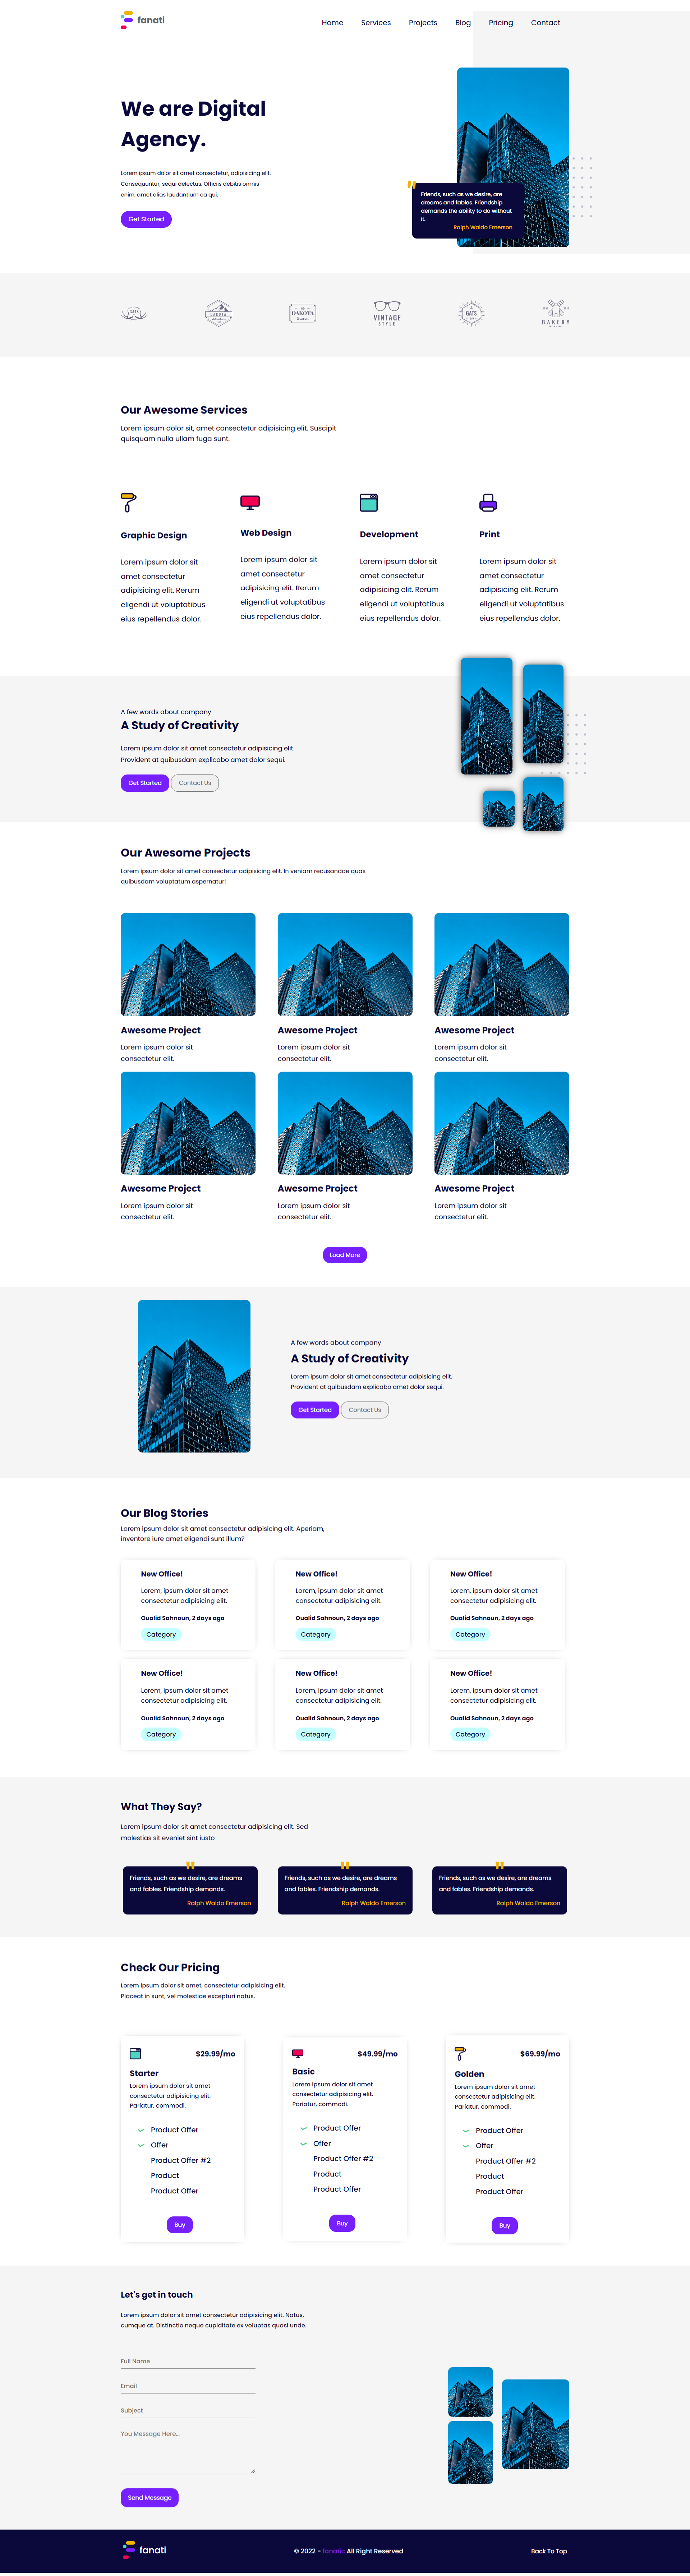 fanati
Home Services Projects Blog Pricing Contact
We are Digital
Agency.
Lorem ipsum dolor sit amet consectetur, adipisicing elit.
Consequuntur, sequi delectus. Officiis debitis omnis
enim, amet alias laudantium ea qui.
Get Started
"
Friends, such as we desire, are
dreams and fables. Friendship
demands the ability to do without
it.
Ralph Waldo Emerson
GATS
DAKOTA
DAKOTA
VINTAGE
STYLE
GATS
BAKERY
Our Awesome Services
Lorem ipsum dolor sit, amet consectetur adipisicing elit. Suscipit
quisquam nulla ullam fuga sunt.
Graphic Design
Lorem ipsum dolor sit
amet consectetur
adipisicing elit. Rerum
eligendi ut voluptatibus
eius repellendus dolor.
Web Design
Lorem ipsum dolor sit
amet consectetur
adipisicing elit. Rerum
eligendi ut voluptatibus
eius repellendus dolor.
Development
Lorem ipsum dolor sit
amet consectetur
adipisicing elit. Rerum
eligendi ut voluptatibus
eius repellendus dolor.
Print
Lorem ipsum dolor sit
amet consectetur
adipisicing elit. Rerum
eligendi ut voluptatibus
eius repellendus dolor.
A few words about company
A Study of Creativity
Lorem ipsum dolor sit amet consectetur adipisicing elit.
Provident at quibusdam explicabo amet dolor sequi.
Get Started Contact Us
Our Awesome Projects
Lorem ipsum dolor sit amet consectetur adipisicing elit. In veniam recusandae quas
quibusdam voluptatum aspernatur!
Awesome Project
Lorem ipsum dolor sit
consectetur elit.
Awesome Project
Lorem ipsum dolor sit
consectetur elit.
Awesome Project
Lorem ipsum dolor sit
consectetur elit.
Awesome Project
Lorem ipsum dolor sit
consectetur elit.
Awesome Project
Lorem ipsum dolor sit
consectetur elit.
Awesome Project
Lorem ipsum dolor sit
consectetur elit.
Load More
A few words about company
A Study of Creativity
Lorem ipsum dolor sit amet consectetur adipisicing elit.
Provident at quibusdam explicabo amet dolor sequi.
Get Started Contact Us
Our Blog Stories
Lorem ipsum dolor sit amet consectetur adipisicing elit. Aperiam,
inventore iure amet eligendi sunt illum?
New Office!
Lorem, ipsum dolor sit amet
consectetur adipisicing elit.
Oualid Sahnoun, 2 days ago
Category
New Office!
Lorem, ipsum dolor sit amet
consectetur adipisicing elit.
Oualid Sahnoun, 2 days ago
Category
New Office!
Lorem, ipsum dolor sit amet
consectetur adipisicing elit.
Oualid Sahnoun, 2 days ago
Category
New Office!
Lorem, ipsum dolor sit amet
consectetur adipisicing elit.
Oualid Sahnoun, 2 days ago
Category
New Office!
Lorem, ipsum dolor sit amet
consectetur adipisicing elit.
Oualid Sahnoun, 2 days ago
Category
New Office!
Lorem, ipsum dolor sit amet
consectetur adipisicing elit.
Oualid Sahnoun, 2 days ago
Category
What They Say?
Lorem ipsum dolor sit amet consectetur adipisicing elit. Sed
molestias sit eveniet sint iusto
"
Friends, such as we desire, are dreams
and fables. Friendship demands.
Ralph Waldo Emerson
"
Friends, such as we desire, are dreams
and fables. Friendship demands.
Ralph Waldo Emerson
"
Friends, such as we desire, are dreams
and fables. Friendship demands.
Ralph Waldo Emerson
Check Our Pricing
Lorem ipsum dolor sit amet, consectetur adipisicing elit.
Placeat in sunt, vel molestiae excepturi natus.
$29.99/mo
Starter
Lorem ipsum dolor sit amet
consectetur adipisicing elit.
Pariatur, commodi.
Product Offer
Offer
Product Offer #2
Product
Product Offer
Buy
$49.99/mo
Basic
Lorem ipsum dolor sit amet
consectetur adipisicing elit.
Pariatur, commodi.
Product Offer
Offer
Product Offer #2
Product
Product Offer
Buy
$69.99/mo
Golden
Lorem ipsum dolor sit amet
consectetur adipisicing elit.
Pariatur, commodi.
Product Offer
Offer
Product Offer #2
Product
Product Offer
Buy
Let's get in touch
Lorem ipsum dolor sit amet consectetur adipisicing elit. Natus,
cumque at. Distinctio neque cupiditate ex voluptas quasi unde.
Full Name
Email
Subject
You Message Here...
Send Message
fanati
© 2022 - fanatic All Right Reserved
Back To Top